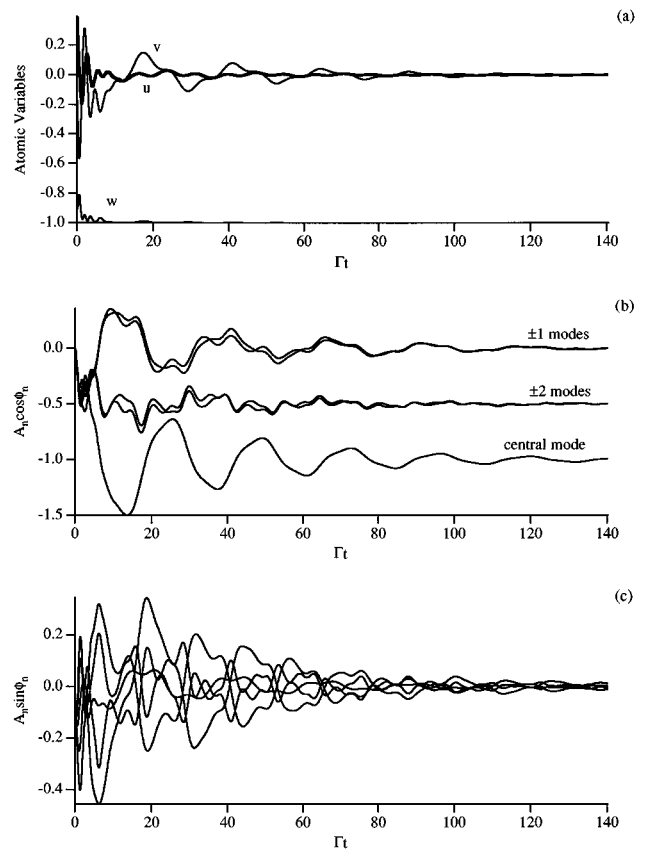 (a)
0.2
0.0
-0.2
-0.4
-0.6
-0.8
-1.0
Atomic Variables
v
u
w
0 20 40 60 80 100 120 140
Γt
(b)
0.0
-0.5
-1.0
-1.5
Aₙcosϕₙ
±1 modes
±2 modes
central mode
0 20 40 60 80 100 120 140
Γt
(c)
0.2
0.0
-0.2
-0.4
Aₙsinϕₙ
0 20 40 60 80 100 120 140
Γt